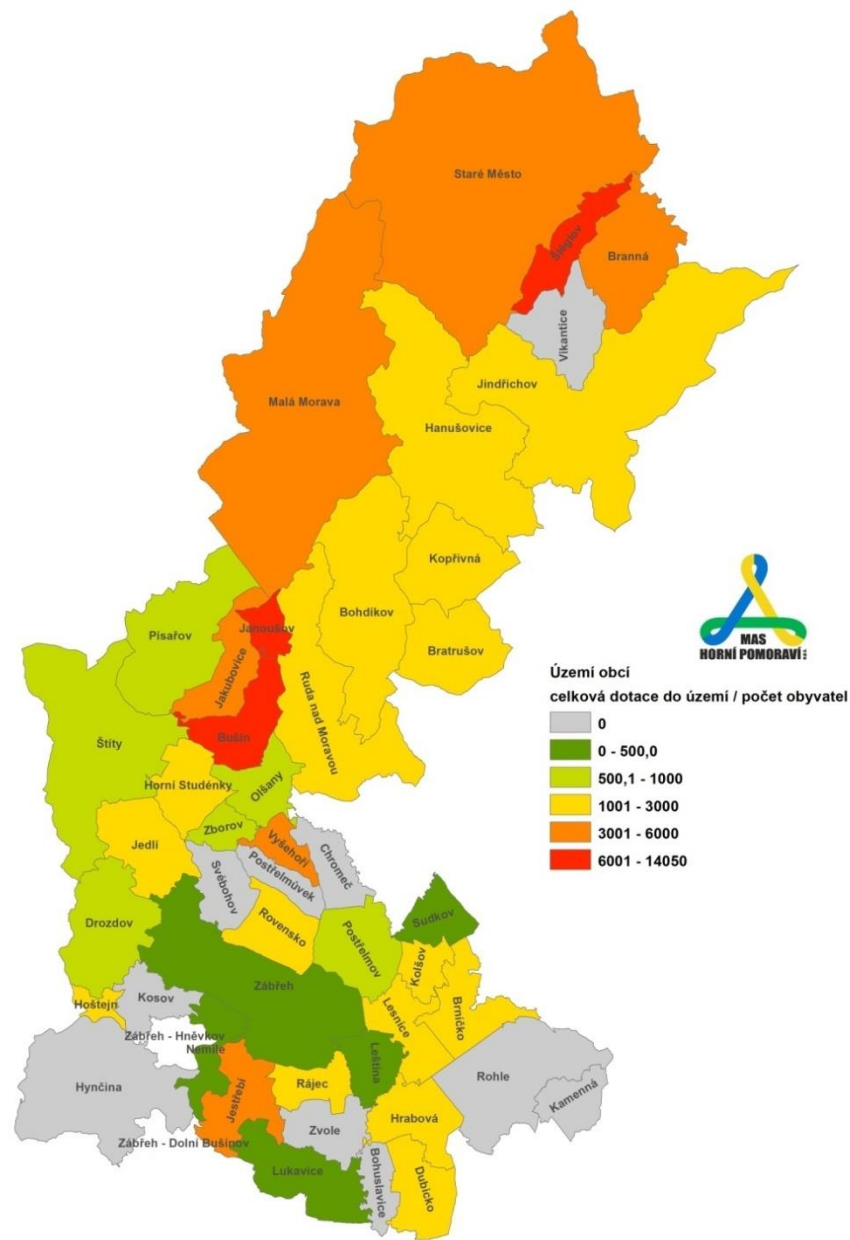 Staré Město
Šléglov
Branná
Vikantice
Jindřichov
Malá Morava
Hanušovice
Kopřivná
Bohdíkov
Písařov
Janoušov
Jakubovice
Bratrušov
Ruda nad Moravou
Bušín
Štíty
Horní Studénky
Olšany
Zborov
Jedlí
Vyšehoří
Chromeč
Postřelmůvek
Svébohov
Rovensko
Drozdov
Postřelmov
Sudkov
Kolšov
Zábřeh
Brníčko
Lesnice
Hoštejn
Kosov
Zábřeh - Hněvkov
Nemile
Leština
Rohle
Hynčina
Jestřebí
Rájec
Kamenná
Hrabová
Zvole
Zábřeh - Dolní Bušínov
Lukavice
Bohuslavice
Dubicko
MAS
HORNÍ POMORAVÍ
Území obcí
celková dotace do území / počet obyvatel
0
0 - 500,0
500,1 - 1000
1001 - 3000
3001 - 6000
6001 - 14050